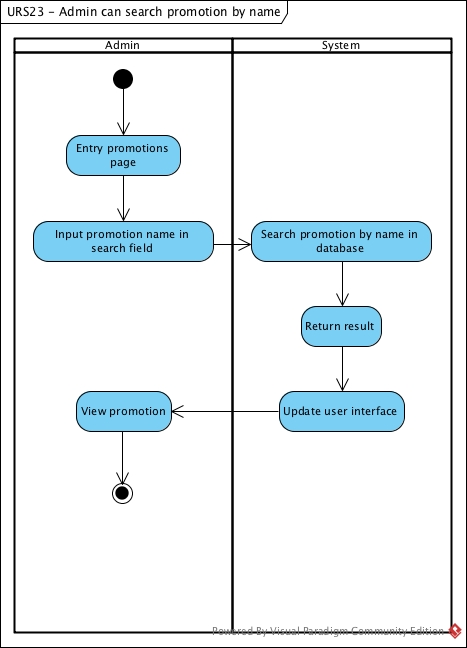 URS23 - Admin can search promotion by name
Admin
System
Entry promotions
page
Input promotion name in
search field
Search promotion by name in
database
Return result
View promotion
Update user interface
Powered By Visual Paradigm Community Edition